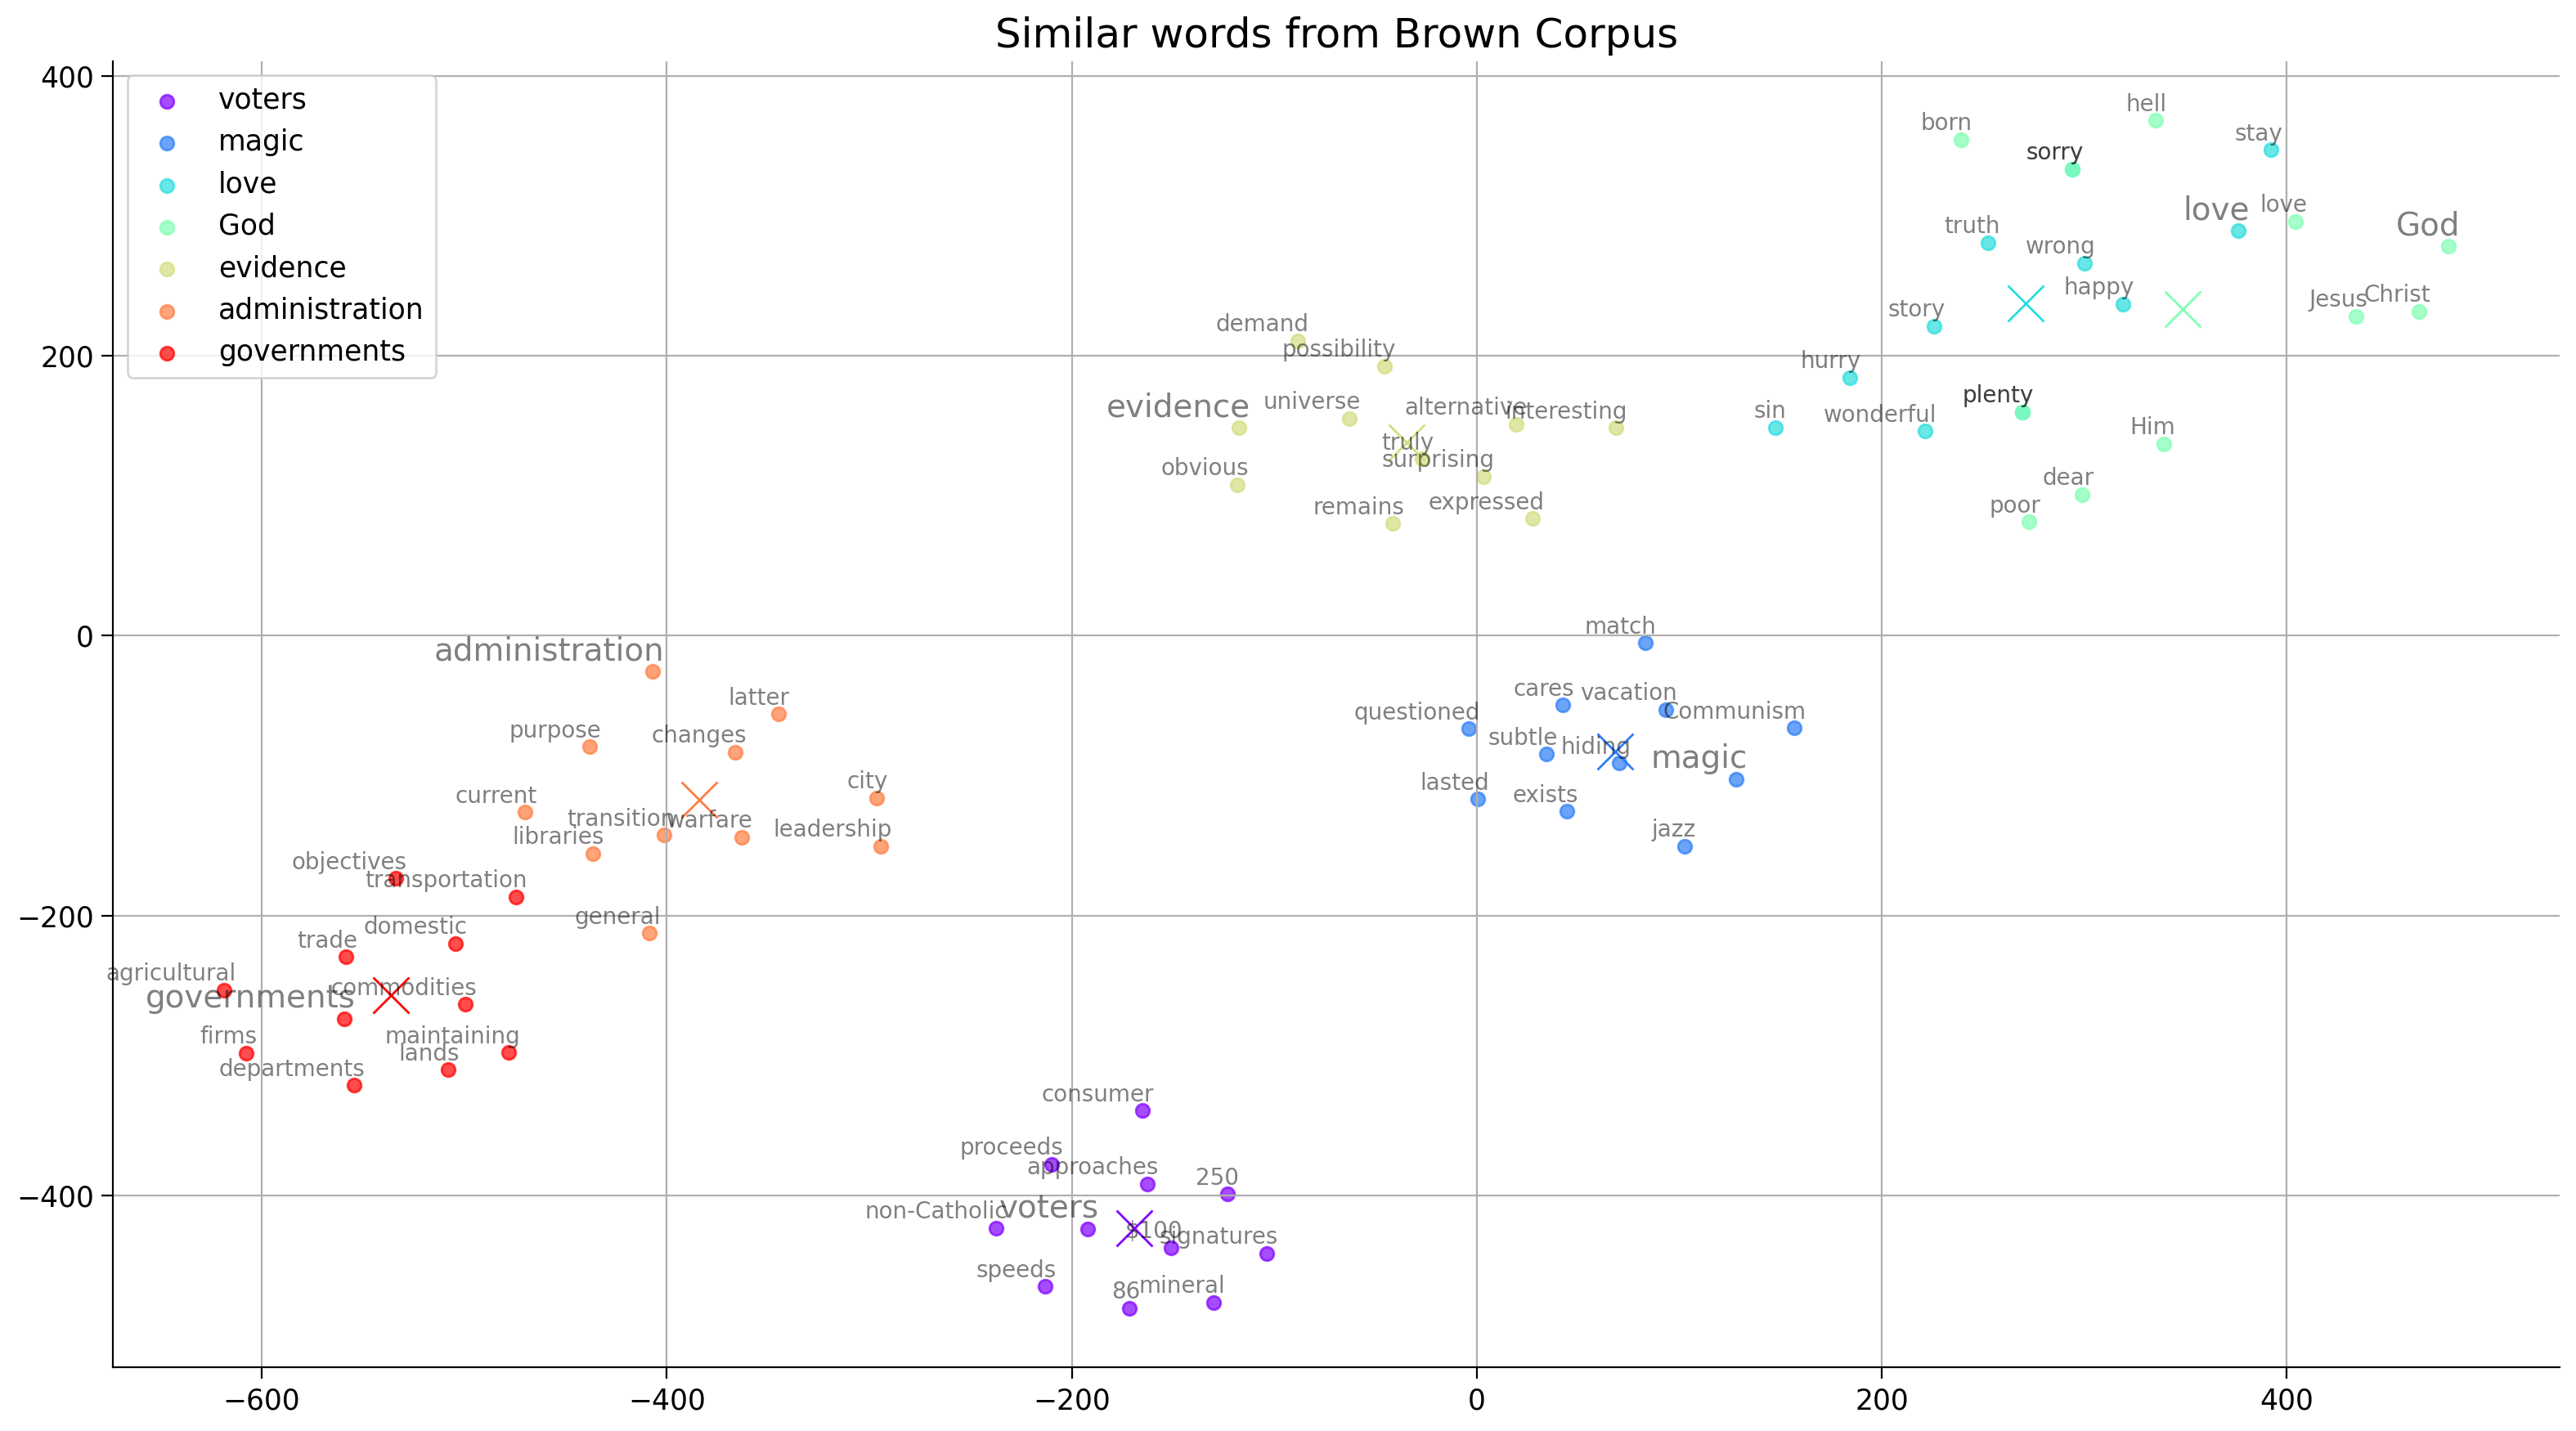 Similar words from Brown Corpus
400
200
0
−200
−400
voters
magic
love
God
evidence
administration
governments
hell
born
stay
sorry
love
love
God
truth
wrong
happy
Jesus
Christ
story
hurry
plenty
sin
wonderful
Him
dear
poor
demand
possibility
universe
evidence
alternative
interesting
truly
surprising
obvious
remains
expressed
match
cares
vacation
questioned
Communism
subtle
hiding
magic
lasted
exists
jazz
administration
latter
purpose
changes
city
current
transition
warfare
libraries
leadership
general
objectives
transportation
domestic
trade
agricultural
commodities
governments
firms
maintaining
lands
departments
consumer
proceeds
approaches
250
non-Catholic
voters
$100
signatures
speeds
86
mineral
−600
−400
−200
0
200
400